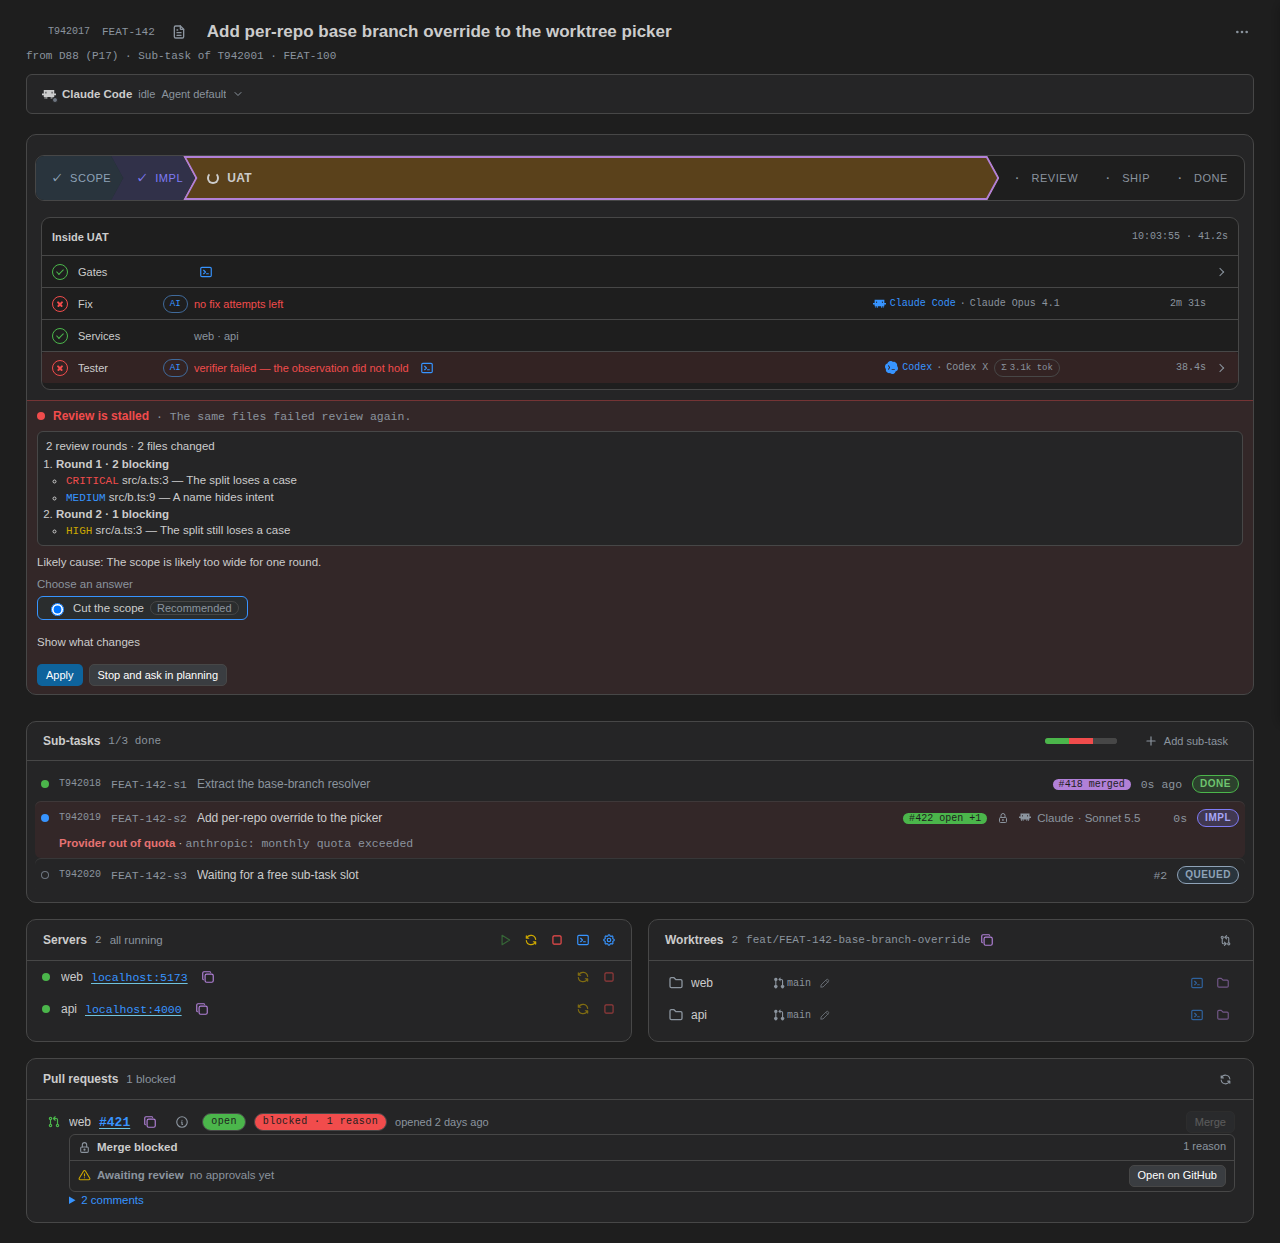 T942017 FEAT-142 Add per-repo base branch override to the worktree picker
from D88 (P17) · Sub-task of T942001 · FEAT-100
Claude Code idle Agent default
SCOPE IMPL UAT REVIEW SHIP DONE
Inside UAT 10:03:55 · 41.2s
Gates
Fix AI no fix attempts left Claude Code · Claude Opus 4.1 2m 31s
Services web · api
Tester AI verifier failed — the observation did not hold Codex · Codex X Σ 3.1k tok 38.4s
Review is stalled · The same files failed review again.
2 review rounds · 2 files changed
1. Round 1 · 2 blocking
CRITICAL src/a.ts:3 — The split loses a case
MEDIUM src/b.ts:9 — A name hides intent
2. Round 2 · 1 blocking
HIGH src/a.ts:3 — The split still loses a case
Likely cause: The scope is likely too wide for one round.
Choose an answer
Cut the scope Recommended
Show what changes
Apply Stop and ask in planning
Sub-tasks 1/3 done Add sub-task
T942018 FEAT-142-s1 Extract the base-branch resolver #418 merged 0s ago DONE
T942019 FEAT-142-s2 Add per-repo override to the picker #422 open +1 Claude · Sonnet 5.5 0s IMPL
Provider out of quota · anthropic: monthly quota exceeded
T942020 FEAT-142-s3 Waiting for a free sub-task slot #2 QUEUED
Servers 2 all running
web localhost:5173
api localhost:4000
Worktrees 2 feat/FEAT-142-base-branch-override
web main
api main
Pull requests 1 blocked
web #421 open blocked · 1 reason opened 2 days ago Merge
Merge blocked 1 reason
Awaiting review no approvals yet Open on GitHub
2 comments